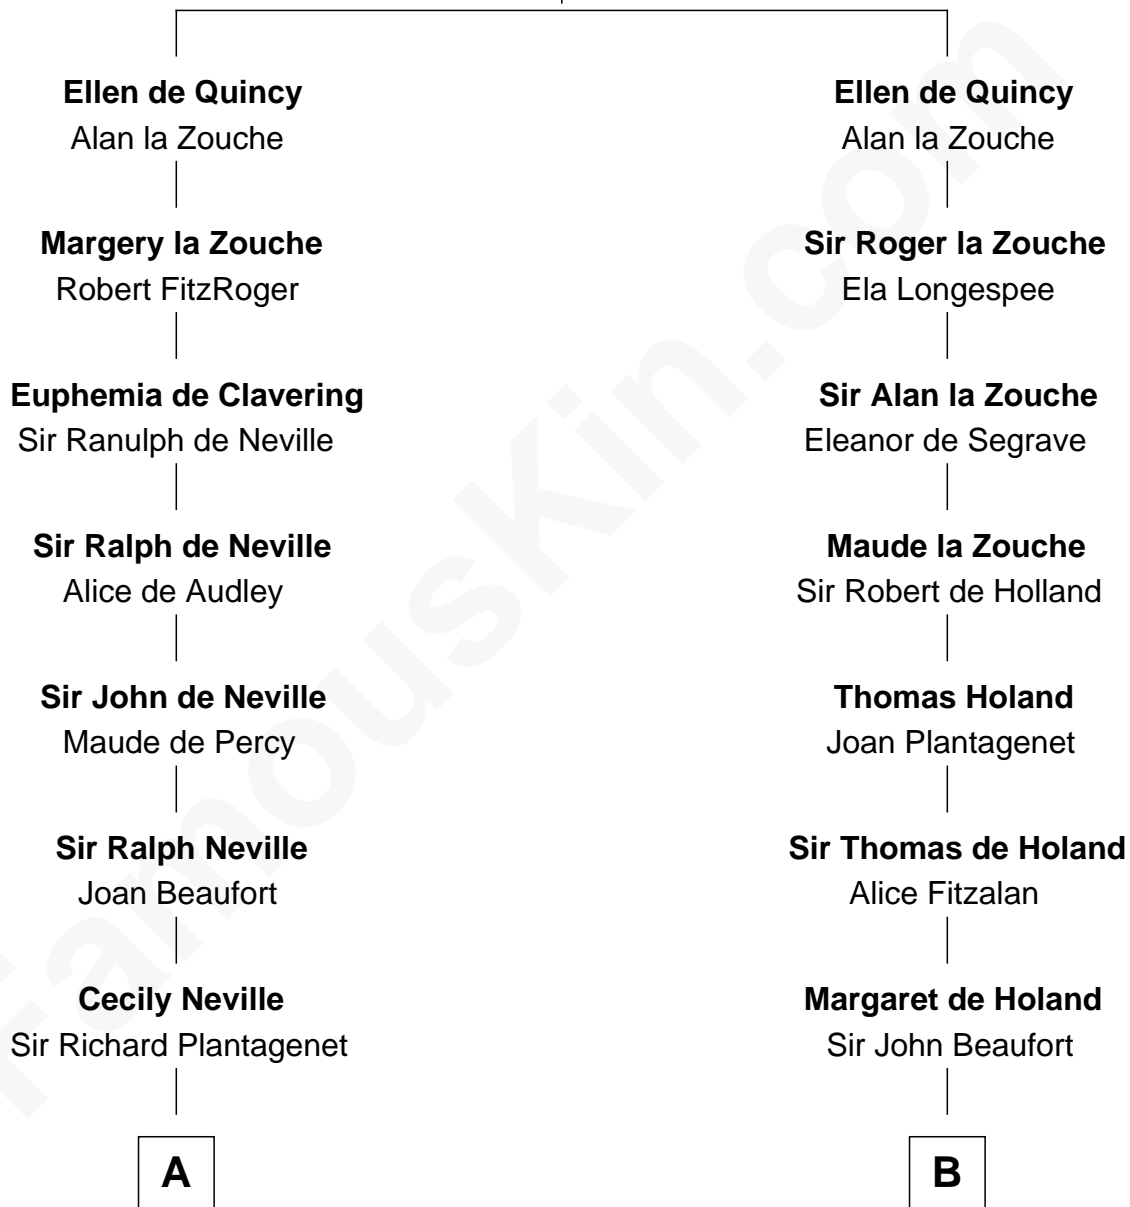 Ellen de Quincy
Alan la Zouche
Margery la Zouche
Robert FitzRoger
Euphemia de Clavering
Sir Ranulph de Neville
Sir Ralph de Neville
Alice de Audley
Sir John de Neville
Maude de Percy
Sir Ralph Neville
Joan Beaufort
Cecily Neville
Sir Richard Plantagenet
A
Ellen de Quincy
Alan la Zouche
Sir Roger la Zouche
Ela Longespee
Sir Alan la Zouche
Eleanor de Segrave
Maude la Zouche
Sir Robert de Holland
Thomas Holand
Joan Plantagenet
Sir Thomas de Holand
Alice Fitzalan
Margaret de Holand
Sir John Beaufort
B
FamousKin.com